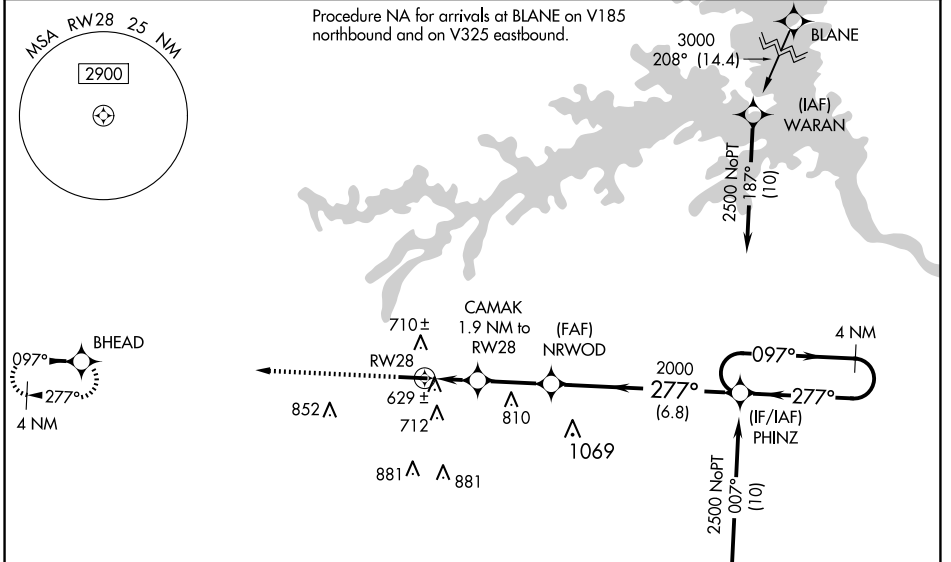 MSA RW28 25 NM
2900
Procedure NA for arrivals at BLANE on V185
northbound and on V325 eastbound.
BLANE
3000
208° (14.4)
(IAF)
WARAN
2500 NoPT
187°
(10)
BHEAD
097°
277°
4 NM
710±
RW28
629±
712
852
881
881
CAMAK
1.9 NM to
RW28
(FAF)
NRWOD
810
1069
2000
277°
(6.8)
4 NM
097°
277°
(IF/IAF)
PHINZ
2500 NoPT
007°
(10)